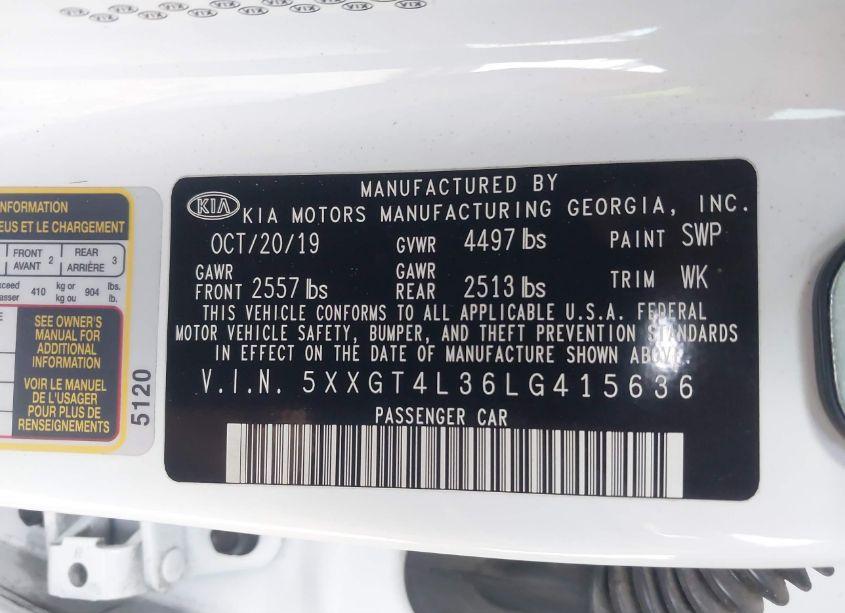 KIA
MANUFACTURED BY
KIA MOTORS MANUFACTURING GEORGIA, INC.
OCT/20/19 GVWR 4497 lbs PAINT SWP
GAWR FRONT 2557 lbs GAWR REAR 2513 lbs TRIM WK
THIS VEHICLE CONFORMS TO ALL APPLICABLE U.S.A. FEDERAL
MOTOR VEHICLE SAFETY, BUMPER, AND THEFT PREVENTION STANDARDS
IN EFFECT ON THE DATE OF MANUFACTURE SHOWN ABOVE.
V.I.N. 5XXGT4L36LG415636
PASSENGER CAR
INFORMATION
EUS ET LE CHARGEMENT
FRONT AVANT 2 REAR ARRIÈRE 3
410 kg or kg ou 904 lbs. lb.
SEE OWNER'S
MANUAL FOR
ADDITIONAL
INFORMATION
VOIR LE MANUEL
DE L'USAGER
POUR PLUS DE
RENSEIGNEMENTS
5120